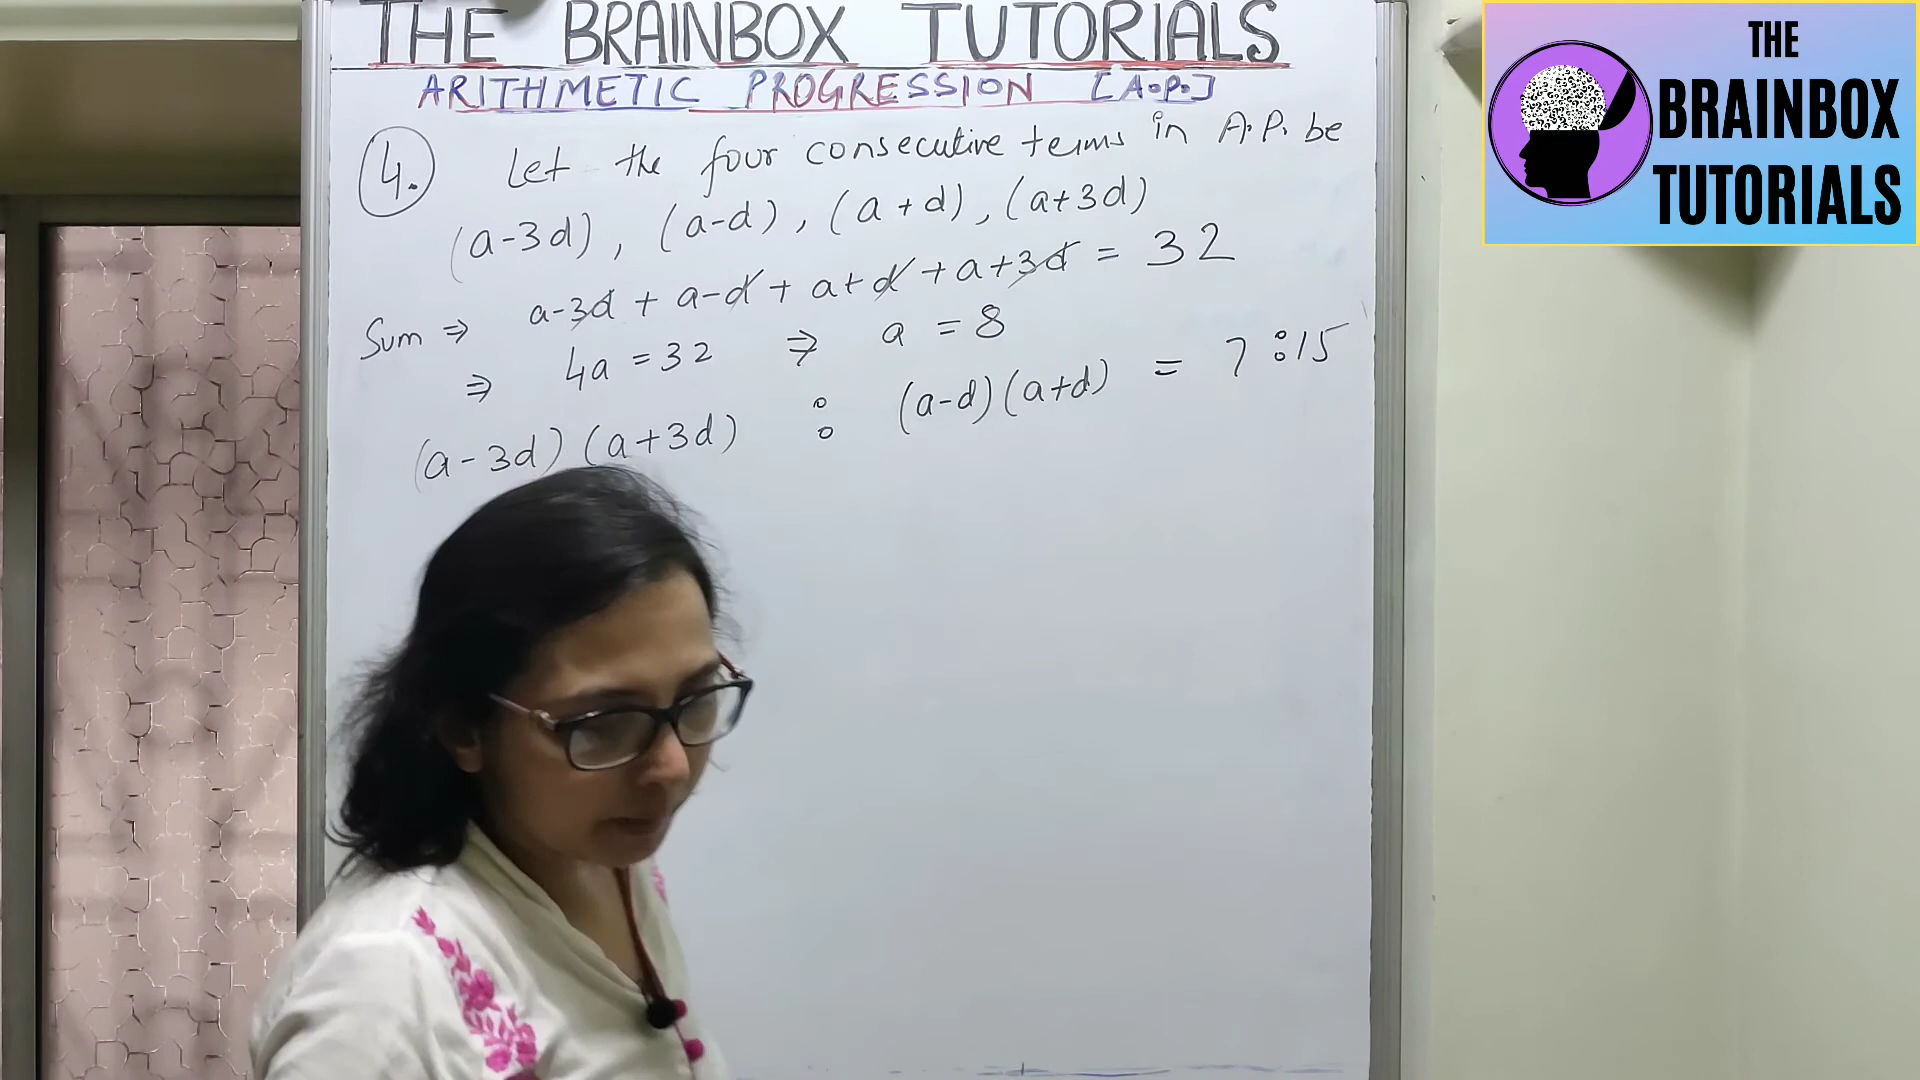 THE BRAINBOX TUTORIALS
ARITHMETIC PROGRESSION [A.P.]
4. Let the four consecutive terms in A.P. be
(a-3d), (a-d), (a+d), (a+3d)
Sum ⇒ a-3d + a-d + a+d + a+3d = 32
⇒ 4a = 32 ⇒ a = 8
(a-3d)(a+3d) : (a-d)(a+d) = 7:15
THE
BRAINBOX
TUTORIALS